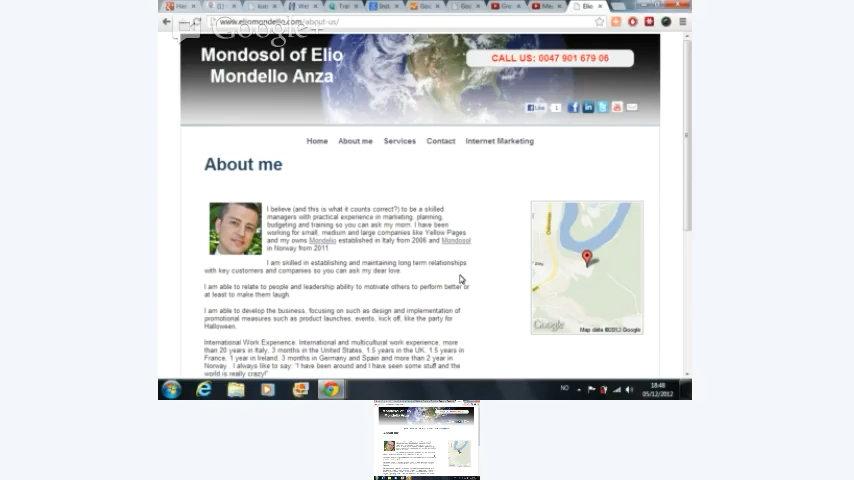 www.eliomondello.com/about-us/
Google+
Mondosol of Elio
Mondello Anza
CALL US: 0047 901 679 06
Like
1
Home About me Services Contact Internet Marketing
About me
I believe (and this is what it counts correct?) to be a skilled
managers with practical experience in marketing, planning,
budgeting and training so you can ask my mom. I have been
working for small, medium and large companies like Yellow Pages
and my owns Mondelio established in Italy from 2006 and Mondosol
in Norway from 2011.
I am skilled in establishing and maintaining long term relationships
with key customers and companies so you can ask my dear love.
I am able to relate to people and leadership ability to motivate others to perform better or
at least to make them laugh.
I am able to develop the business, focusing on such as design and implementation of
promotional measures such as product launches, events, kick off, like the party for
Halloween.
International Work Experience. International and multicultural work experience, more
than 20 years in Italy, 3 months in the United States, 1.5 years in the UK, 1.5 years in
France, 1 year in Ireland, 3 months in Germany and Spain and more than 2 year in
Norway. I always like to say: "I have been around and I have seen some stuff and the
world is really crazy!"
Google
Map data ©2012 Google
NO
18:48
05/12/2012